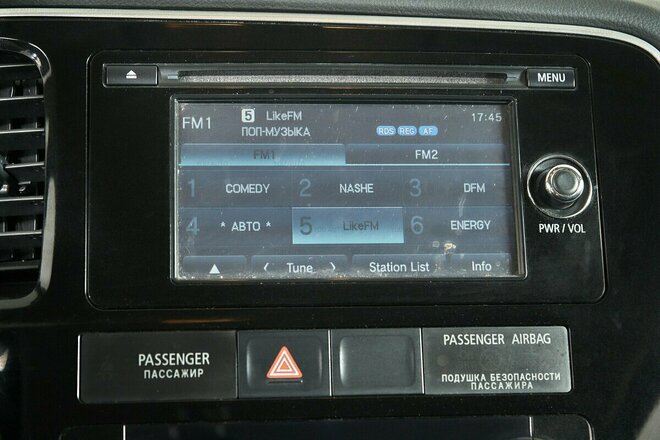 MENU
FM1 5 LikeFM 17:45
ПОП-МУЗЫКА RDS REG AF
FM1 FM2
1 COMEDY 2 NASHE 3 DFM
4 * АВТО * 5 LikeFM 6 ENERGY
▲ < Tune > Station List Info
PWR / VOL
PASSENGER
ПАССАЖИР
PASSENGER AIRBAG
ПОДУШКА БЕЗОПАСНОСТИ
ПАССАЖИРА